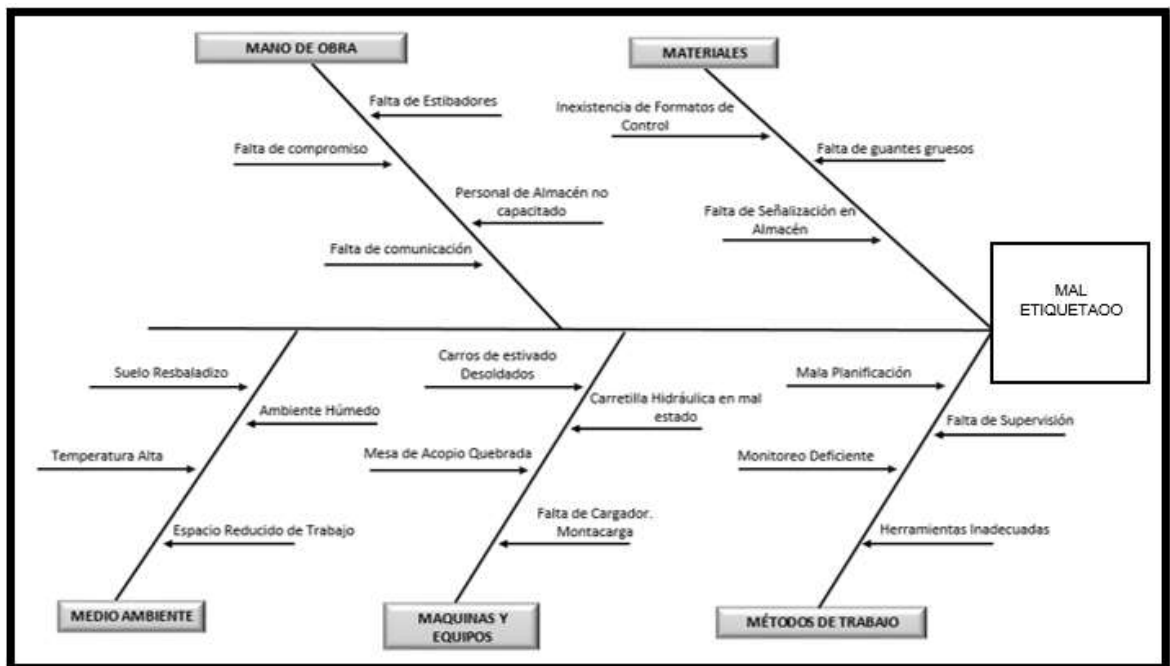 MANO DE OBRA
MATERIALES
Falta de Estibadores
Inexistencia de Formatos de
Control
Falta de compromiso
Falta de guantes gruesos
Personal de Almacén no
capacitado
Falta de Señalización en
Almacén
Falta de comunicación
MAL
ETIQUETAOO
Suelo Resbaladizo
Carros de estivado
Desoldados
Mala Planificación
Ambiente Húmedo
Carretilla Hidráulica en mal
estado
Falta de Supervisión
Temperatura Alta
Mesa de Acopio Quebrada
Monitoreo Deficiente
Espacio Reducido de Trabajo
Falta de Cargador.
Montacarga
Herramientas Inadecuadas
MEDIO AMBIENTE
MAQUINAS Y
EQUIPOS
MÉTODOS DE TRABAJO